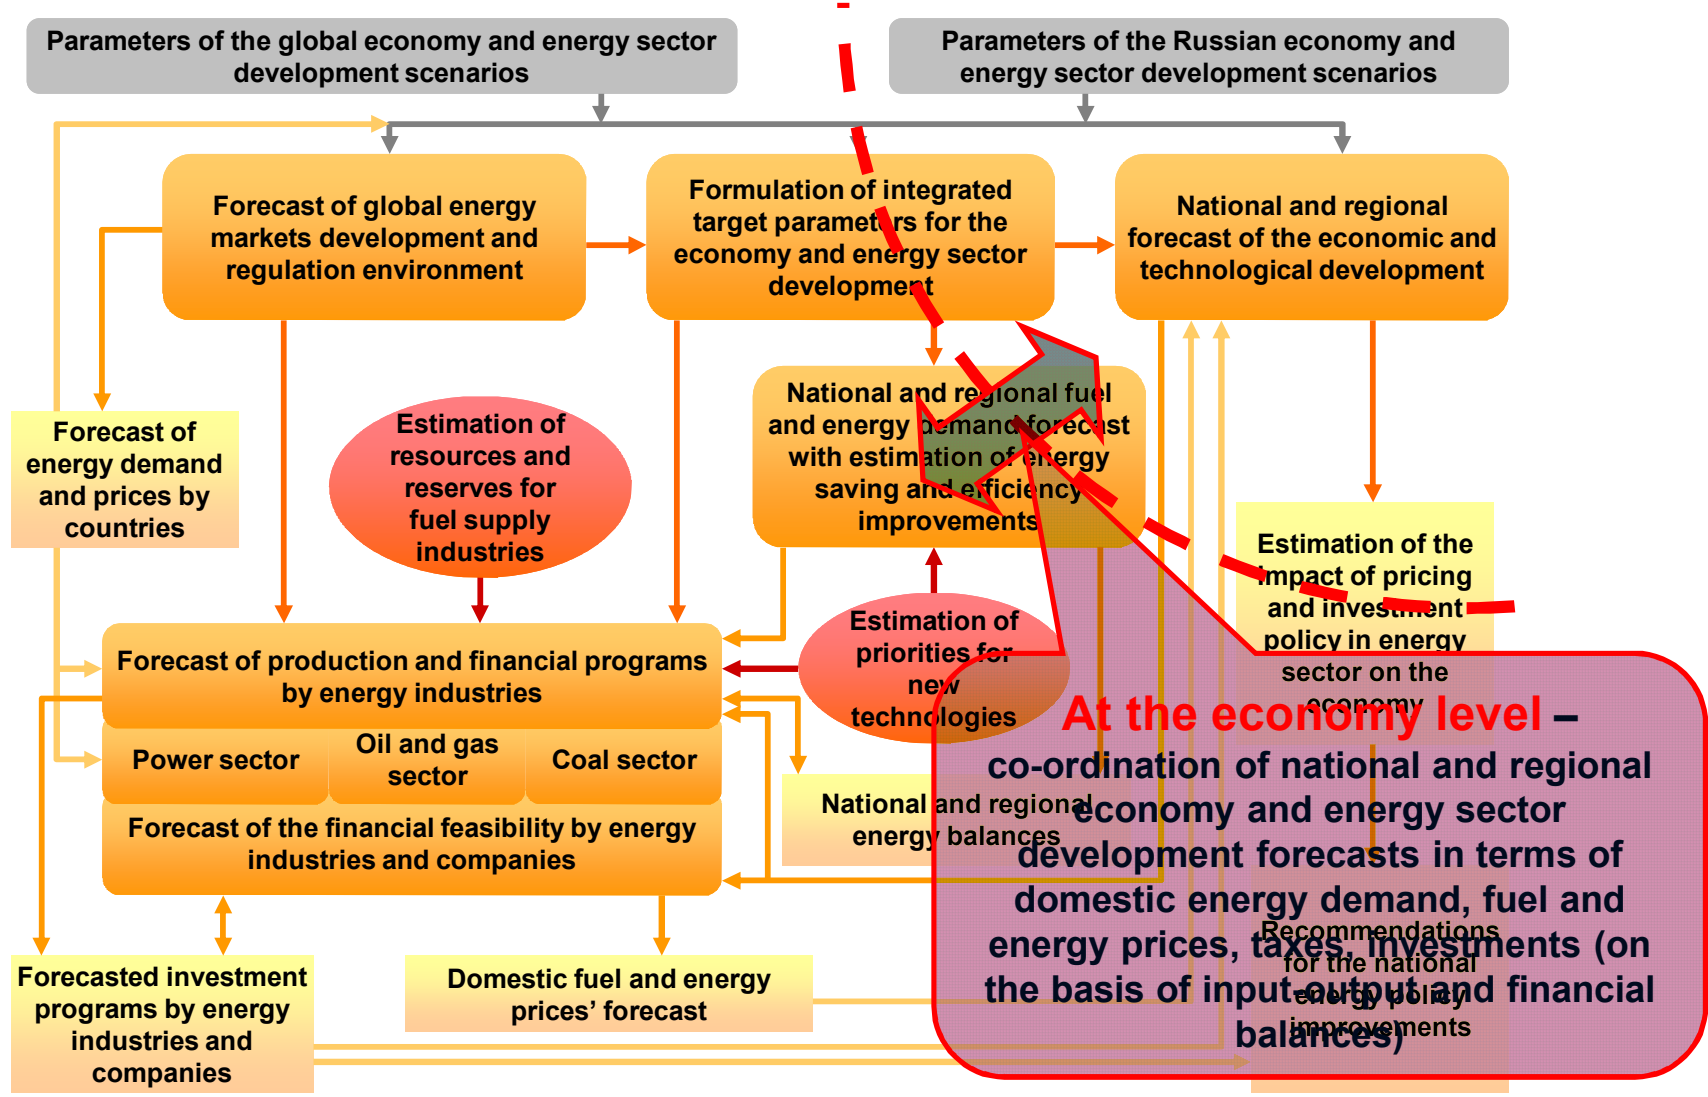 Parameters of the global economy and energy sector
development scenarios
Parameters of the Russian economy and
energy sector development scenarios
Forecast of global energy
markets development and
regulation environment
Formulation of integrated
target parameters for the
economy and energy sector
development
National and regional
forecast of the economic and
technological development
Forecast of
energy demand
and prices by
countries
Estimation of
resources and
reserves for
fuel supply
industries
National and regional fuel
and energy demand forecast
with estimation of energy
saving and efficiency
improvements
Estimation of the
impact of pricing
and investment
policy in energy
sector on the
economy
Estimation of
priorities for
new
technologies
Forecast of production and financial programs
by energy industries
Power sector
Oil and gas
sector
Coal sector
Forecast of the financial feasibility by energy
industries and companies
National and regional
energy balances
At the economy level –
co-ordination of national and regional
economy and energy sector
development forecasts in terms of
domestic energy demand, fuel and
energy prices, taxes, investments (on
the basis of input-output and financial
balances)
Recommendations
for the national
energy policy
improvements
Forecasted investment
programs by energy
industries and
companies
Domestic fuel and energy
prices’ forecast